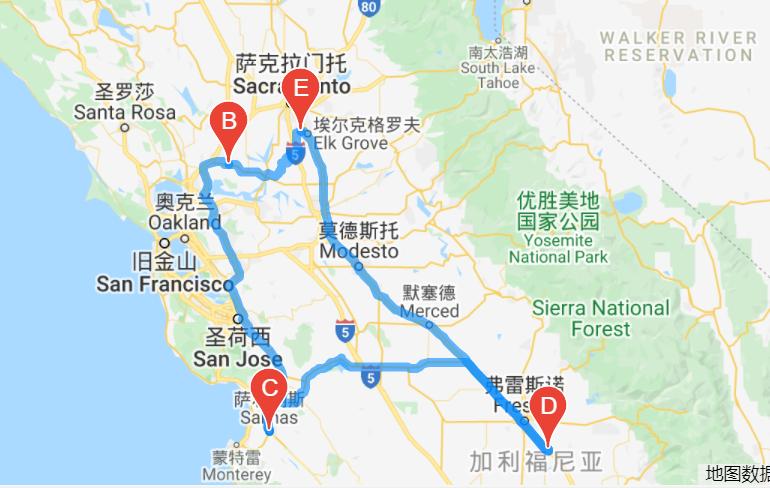 80
WALKER RIVER
RESERVATION
南太浩湖
South Lake
Tahoe
萨克拉门托
Sacramento
圣罗莎
Santa Rosa
E
B
埃尔克格罗夫
Elk Grove
5
奥克兰
Oakland
优胜美地
国家公园
Yosemite
National Park
莫德斯托
Modesto
旧金山
San Francisco
默塞德
Merced
Sierra National
Forest
圣荷西
San Jose
5
5
C
弗雷斯诺
Fres
D
Salinas
蒙特雷
Monterey
加利福尼亚
地图数据